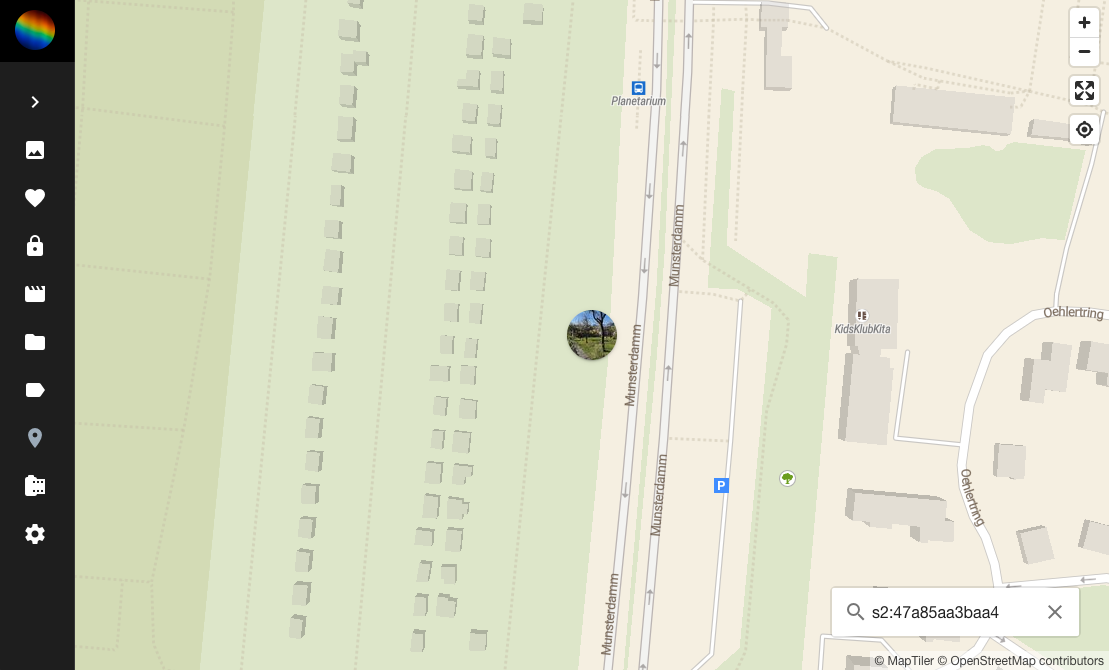 Planetarium
Munsterdamm
Munsterdamm
Munsterdamm
Munsterdamm
KidsKlubKita
Oehlertring
Oehlertring
P
s2:47a85aa3baa4
© MapTiler © OpenStreetMap contributors